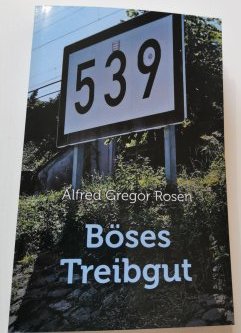 539
Alfred Gregor Rosen
Böses
Treibgut